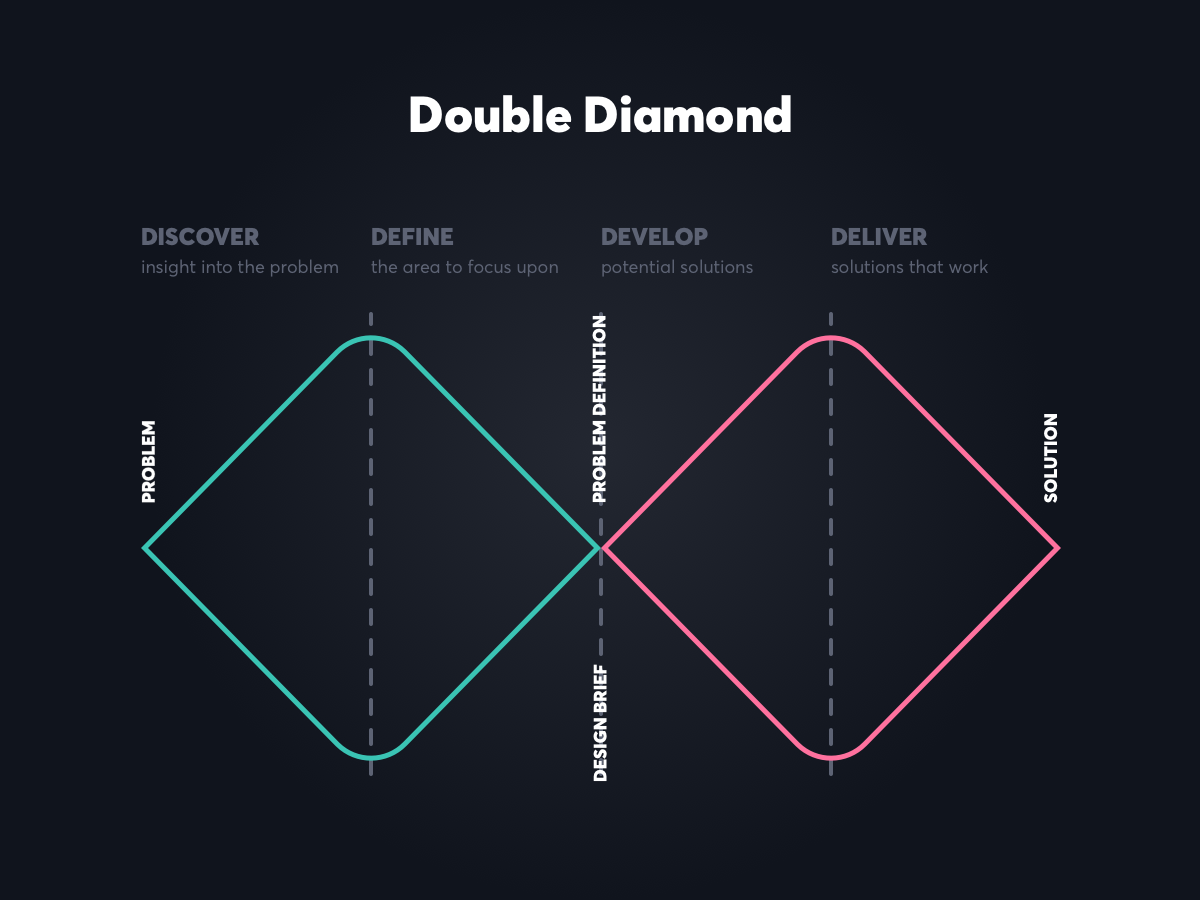 Double Diamond
DISCOVER
insight into the problem
DEFINE
the area to focus upon
DEVELOP
potential solutions
DELIVER
solutions that work
PROBLEM
PROBLEM DEFINITION
DESIGN BRIEF
SOLUTION